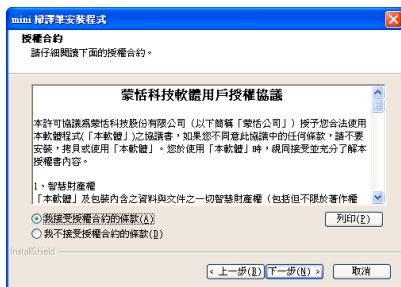 mini 掃譯筆安裝程式
授權合約
請仔細閱讀下面的授權合約。
蒙恬科技軟體用戶授權協議
本許可協議為蒙恬科技股份有限公司（以下簡稱「蒙恬公司」）授予您合法使用
本軟體程式(「本軟體」)之協議書，如果您不同意此協議中的任何條款，請不要
安裝，拷貝或使用「本軟體」。您於使用「本軟體」時，視同接受並充分了解本
授權書內容。
1、智慧財產權
「本軟體」及包裝內含之資料與文件之一切智慧財產權（包括但不限於著作權
我接受授權合約的條款(A)
列印(P)
我不接受授權合約的條款(D)
InstallShield
< 上一步(B)
下一步(N) >
取消